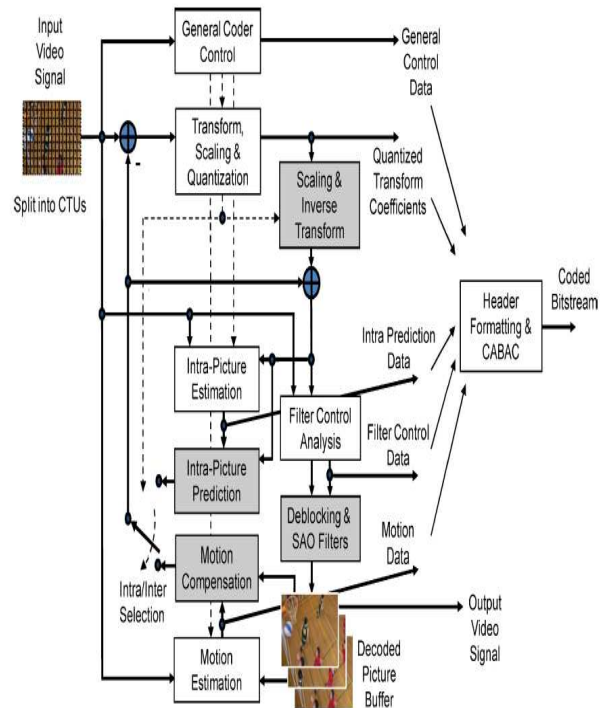 Input
Video
Signal
Split into CTUs
General Coder
Control
Transform,
Scaling &
Quantization
-
Scaling &
Inverse
Transform
General
Control
Data
Quantized
Transform
Coefficients
Header
Formatting &
CABAC
Coded
Bitstream
Intra-Picture
Estimation
Intra Prediction
Data
Filter Control
Analysis
Filter Control
Data
Intra-Picture
Prediction
Deblocking &
SAO Filters
Motion
Compensation
Motion
Data
Intra/Inter
Selection
Motion
Estimation
Decoded
Picture
Buffer
Output
Video
Signal